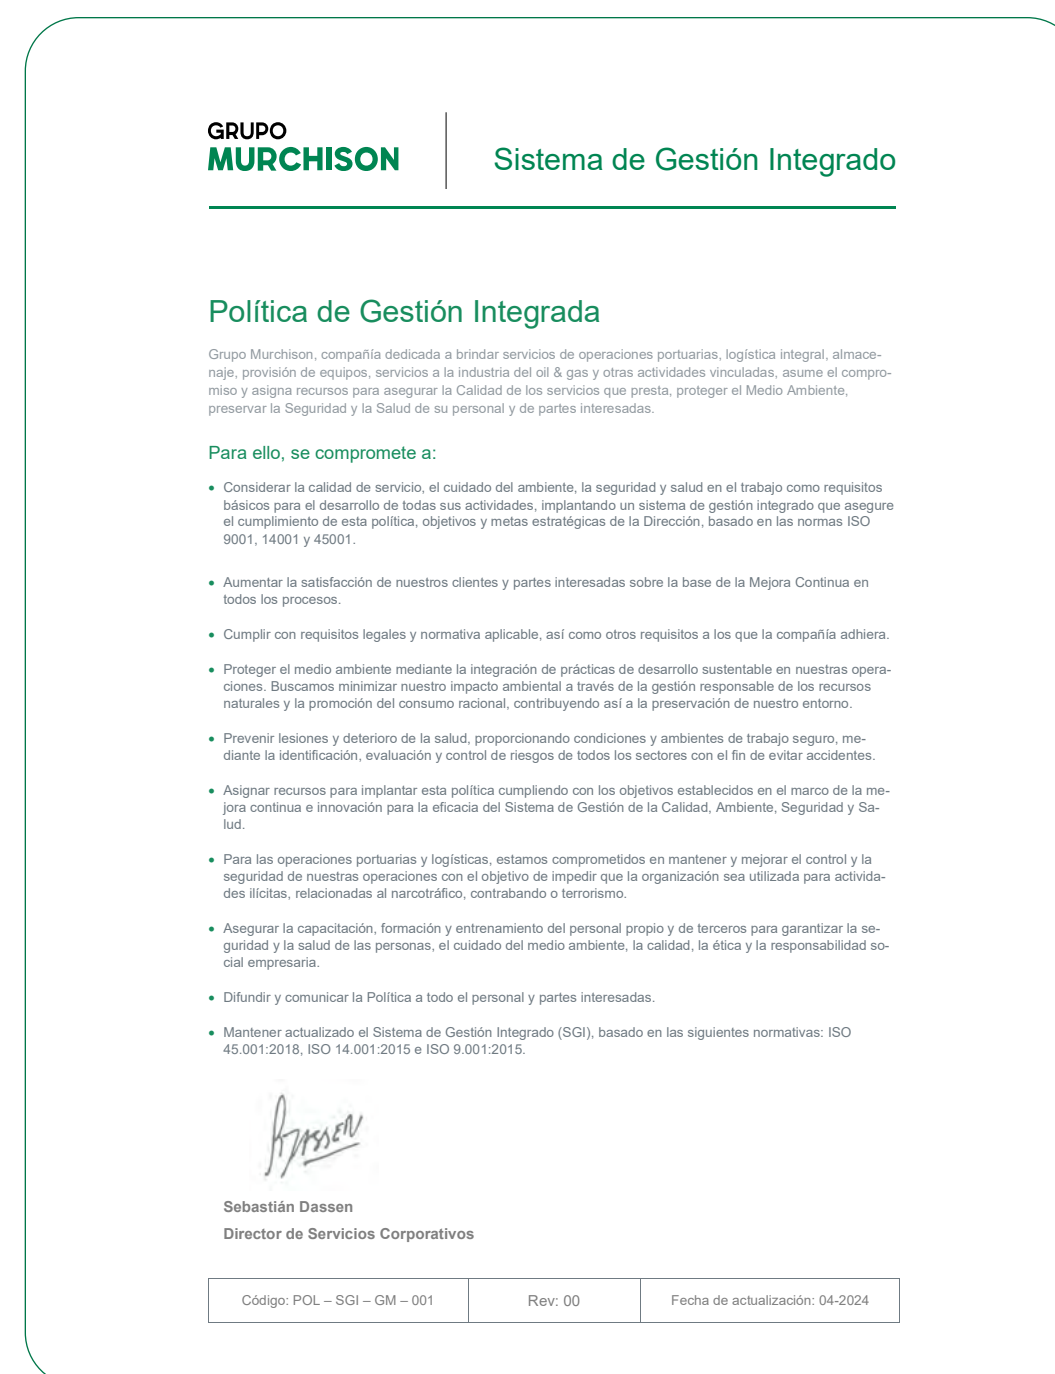 GRUPO
MURCHISON
Sistema de Gestión Integrado
Política de Gestión Integrada
Grupo Murchison, compañía dedicada a brindar servicios de operaciones portuarias, logística integral, almace-
naje, provisión de equipos, servicios a la industria del oil & gas y otras actividades vinculadas, asume el compro-
miso y asigna recursos para asegurar la Calidad de los servicios que presta, proteger el Medio Ambiente,
preservar la Seguridad y la Salud de su personal y de partes interesadas.
Para ello, se compromete a:
• Considerar la calidad de servicio, el cuidado del ambiente, la seguridad y salud en el trabajo como requisitos
básicos para el desarrollo de todas sus actividades, implantando un sistema de gestión integrado que asegure
el cumplimiento de esta política, objetivos y metas estratégicas de la Dirección, basado en las normas ISO
9001, 14001 y 45001.
• Aumentar la satisfacción de nuestros clientes y partes interesadas sobre la base de la Mejora Continua en
todos los procesos.
• Cumplir con requisitos legales y normativa aplicable, así como otros requisitos a los que la compañía adhiera.
• Proteger el medio ambiente mediante la integración de prácticas de desarrollo sustentable en nuestras opera-
ciones. Buscamos minimizar nuestro impacto ambiental a través de la gestión responsable de los recursos
naturales y la promoción del consumo racional, contribuyendo así a la preservación de nuestro entorno.
• Prevenir lesiones y deterioro de la salud, proporcionando condiciones y ambientes de trabajo seguro, me-
diante la identificación, evaluación y control de riesgos de todos los sectores con el fin de evitar accidentes.
• Asignar recursos para implantar esta política cumpliendo con los objetivos establecidos en el marco de la me-
jora continua e innovación para la eficacia del Sistema de Gestión de la Calidad, Ambiente, Seguridad y Sa-
lud.
• Para las operaciones portuarias y logísticas, estamos comprometidos en mantener y mejorar el control y la
seguridad de nuestras operaciones con el objetivo de impedir que la organización sea utilizada para activida-
des ilícitas, relacionadas al narcotráfico, contrabando o terrorismo.
• Asegurar la capacitación, formación y entrenamiento del personal propio y de terceros para garantizar la se-
guridad y la salud de las personas, el cuidado del medio ambiente, la calidad, la ética y la responsabilidad so-
cial empresaria.
• Difundir y comunicar la Política a todo el personal y partes interesadas.
• Mantener actualizado el Sistema de Gestión Integrado (SGI), basado en las siguientes normativas: ISO
45.001:2018, ISO 14.001:2015 e ISO 9.001:2015.
SDASSEN
Sebastián Dassen
Director de Servicios Corporativos
Código: POL – SGI – GM – 001
Rev: 00
Fecha de actualización: 04-2024